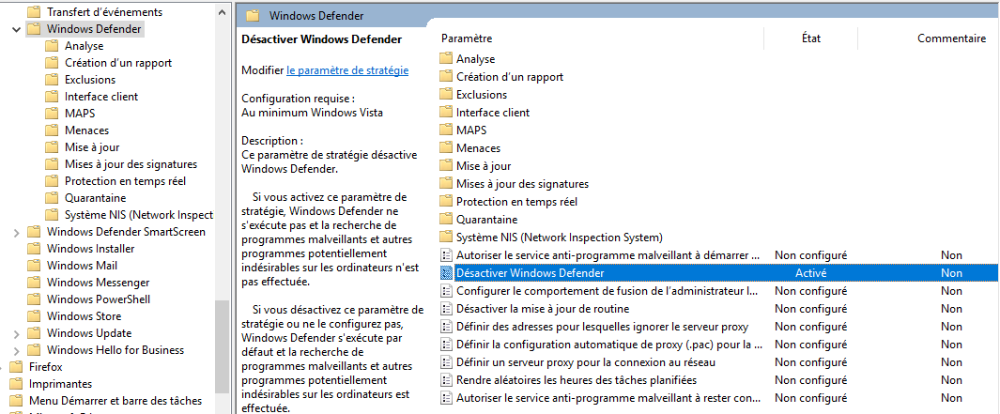 Transfert d'événements
Windows Defender
Analyse
Création d'un rapport
Exclusions
Interface client
MAPS
Menaces
Mise à jour
Mises à jour des signatures
Protection en temps réel
Quarantaine
Système NIS (Network Inspect
Windows Defender SmartScreen
Windows Installer
Windows Mail
Windows Messenger
Windows PowerShell
Windows Store
Windows Update
Windows Hello for Business
Firefox
Imprimantes
Menu Démarrer et barre des tâches
Windows Defender
Désactiver Windows Defender
Modifier le paramètre de stratégie
Configuration requise :
Au minimum Windows Vista
Description :
Ce paramètre de stratégie désactive
Windows Defender.
Si vous activez ce paramètre de
stratégie, Windows Defender ne
s'exécute pas et la recherche de
programmes malveillants et autres
programmes potentiellement
indésirables sur les ordinateurs n'est
pas effectuée.
Si vous désactivez ce paramètre de
stratégie ou ne le configurez pas,
Windows Defender s'exécute par
défaut et la recherche de
programmes malveillants et autres
programmes potentiellement
indésirables sur les ordinateurs est
effectuée.
Paramètre État Commentaire
Analyse
Création d'un rapport
Exclusions
Interface client
MAPS
Menaces
Mise à jour
Mises à jour des signatures
Protection en temps réel
Quarantaine
Système NIS (Network Inspection System)
Autoriser le service anti-programme malveillant à démarrer ... Non configuré Non
Désactiver Windows Defender Activé Non
Configurer le comportement de fusion de l'administrateur l... Non configuré Non
Désactiver la mise à jour de routine Non configuré Non
Définir des adresses pour lesquelles ignorer le serveur proxy Non configuré Non
Définir la configuration automatique de proxy (.pac) pour la ... Non configuré Non
Définir un serveur proxy pour la connexion au réseau Non configuré Non
Rendre aléatoires les heures des tâches planifiées Non configuré Non
Autoriser le service anti-programme malveillant à rester con... Non configuré Non